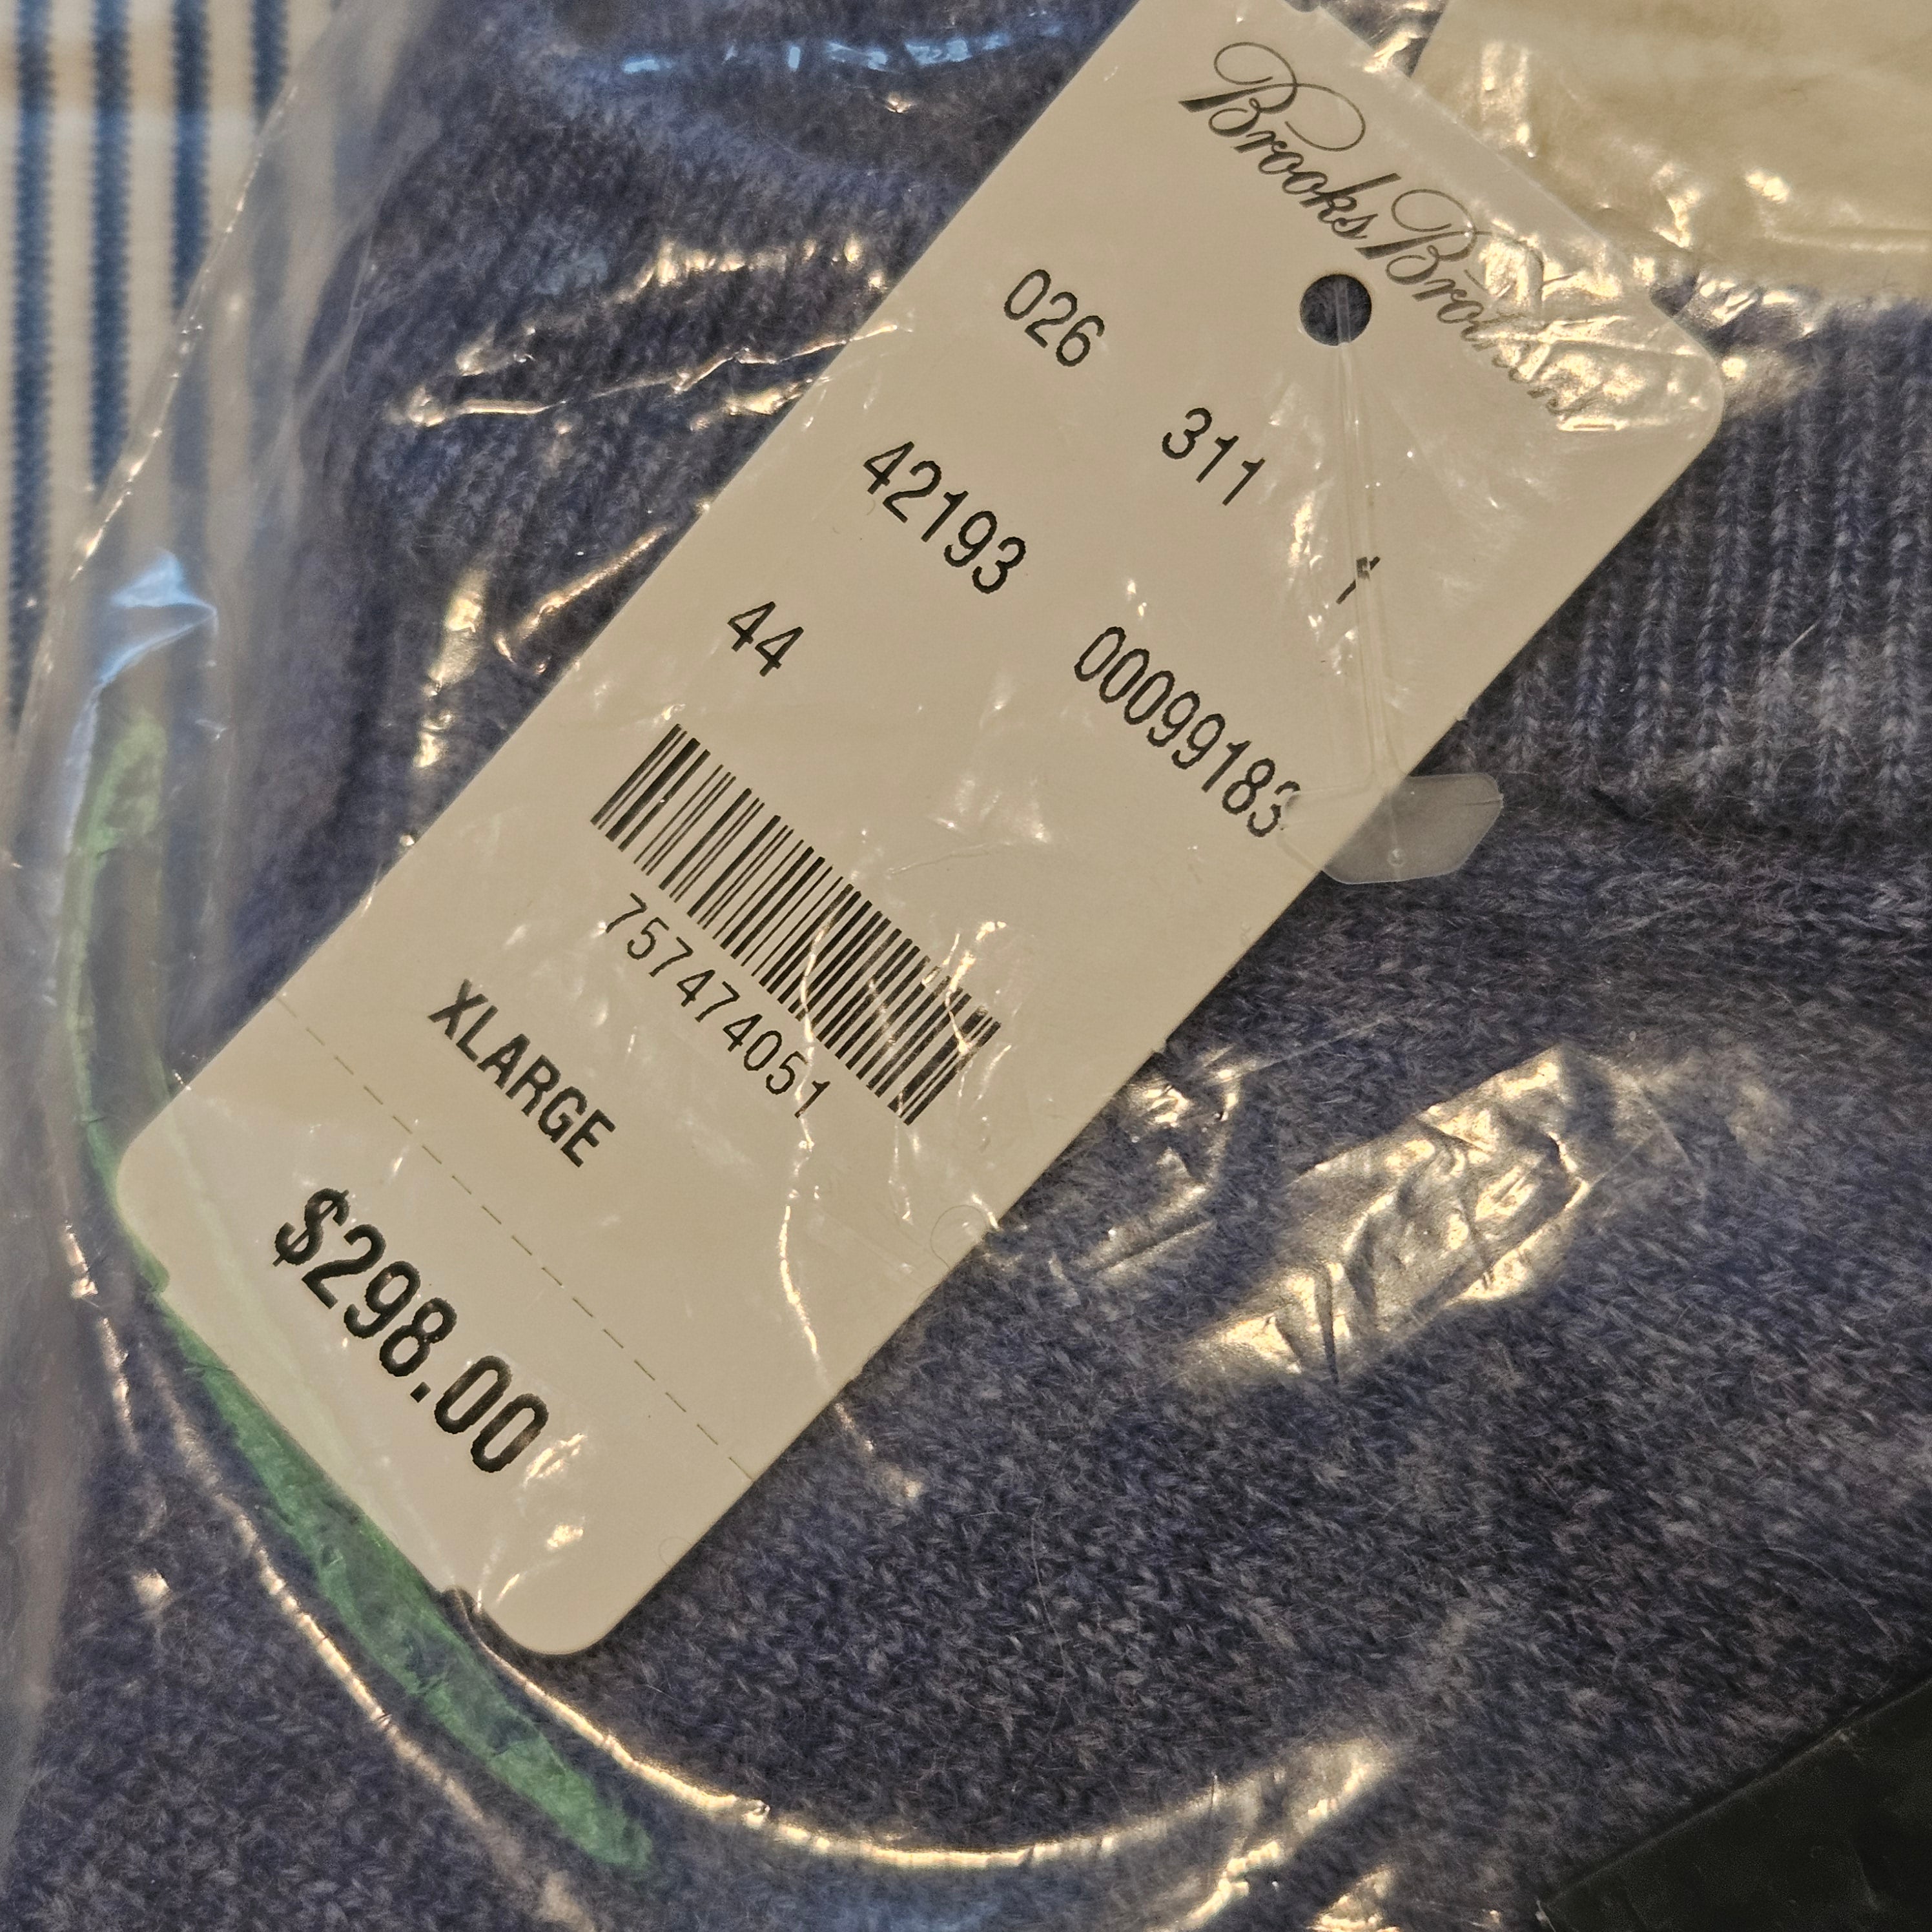 Brooks Brothers
026 311 1
42193 00099183
44
757474051
XLARGE
$298.00